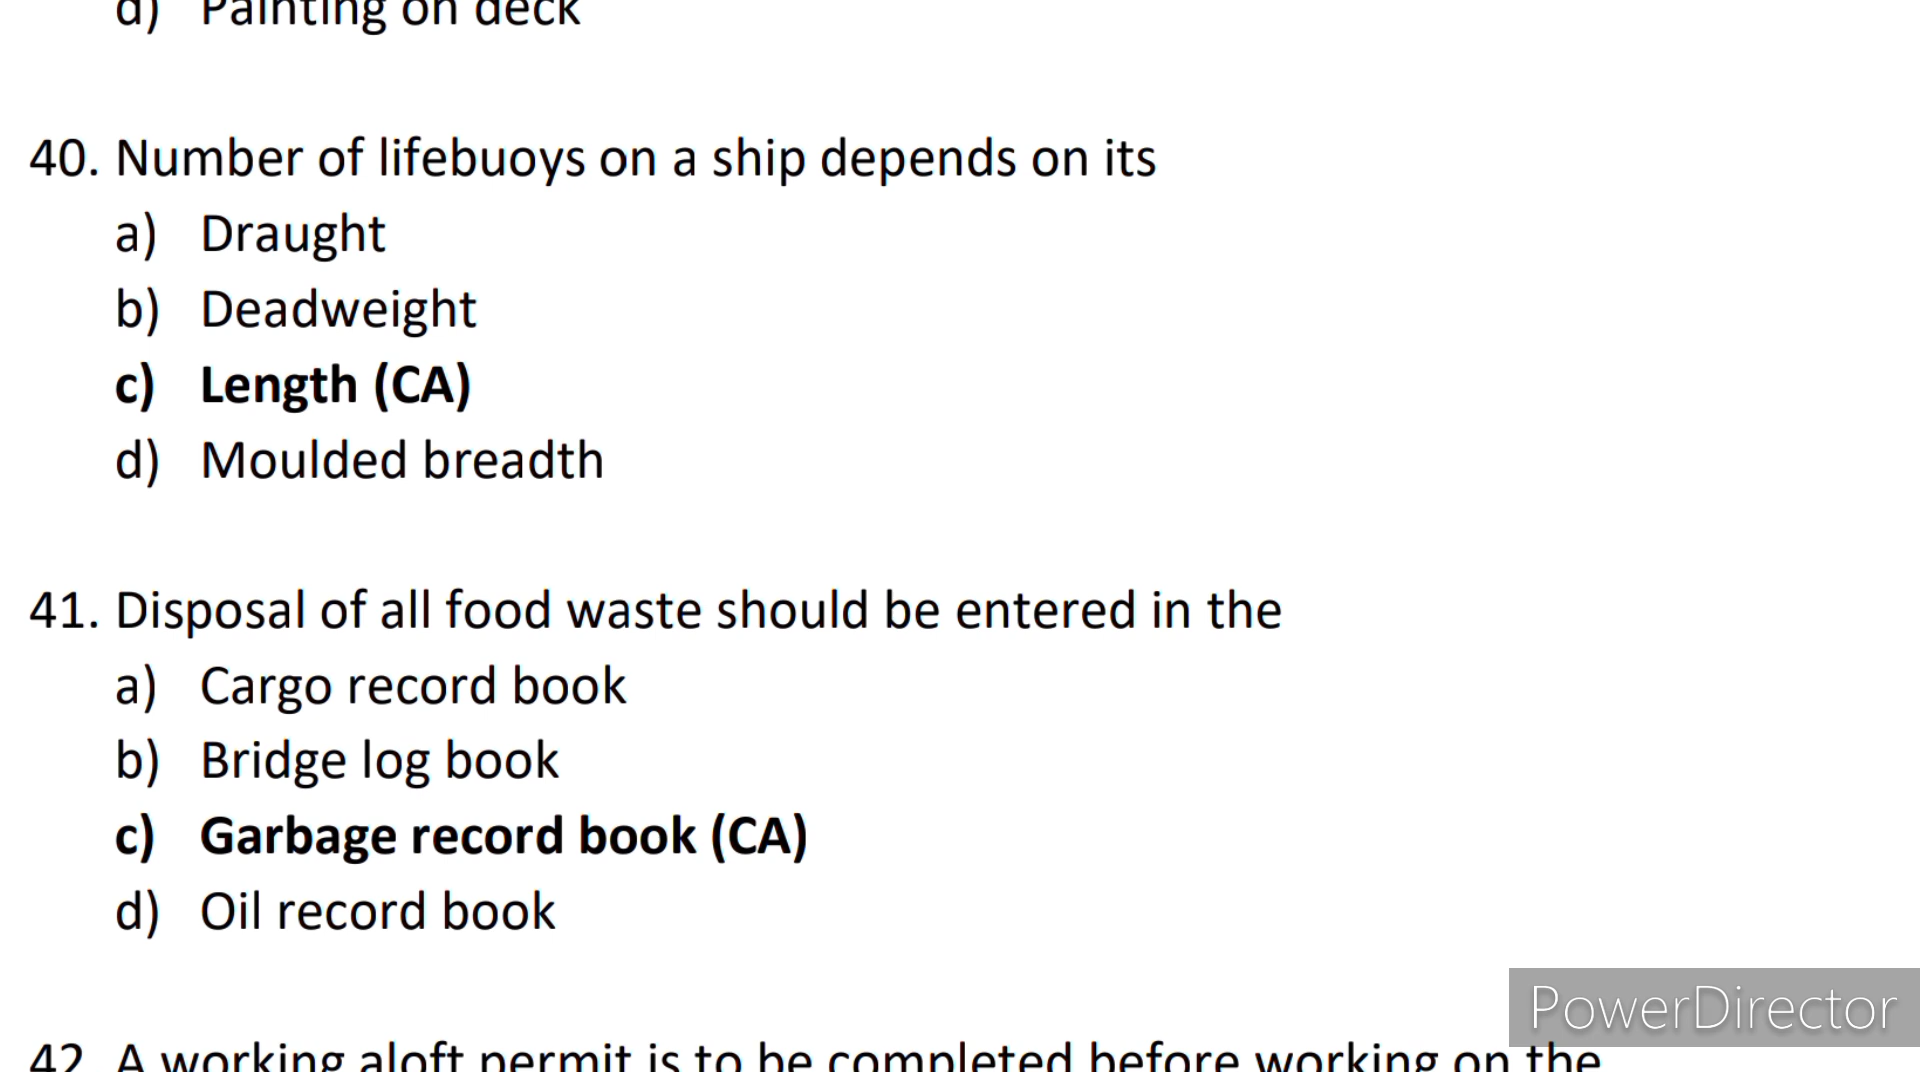 d) Painting on deck
40. Number of lifebuoys on a ship depends on its
a) Draught
b) Deadweight
c) Length (CA)
d) Moulded breadth
41. Disposal of all food waste should be entered in the
a) Cargo record book
b) Bridge log book
c) Garbage record book (CA)
d) Oil record book
PowerDirector
42. A working aloft permit is to be completed before working on the